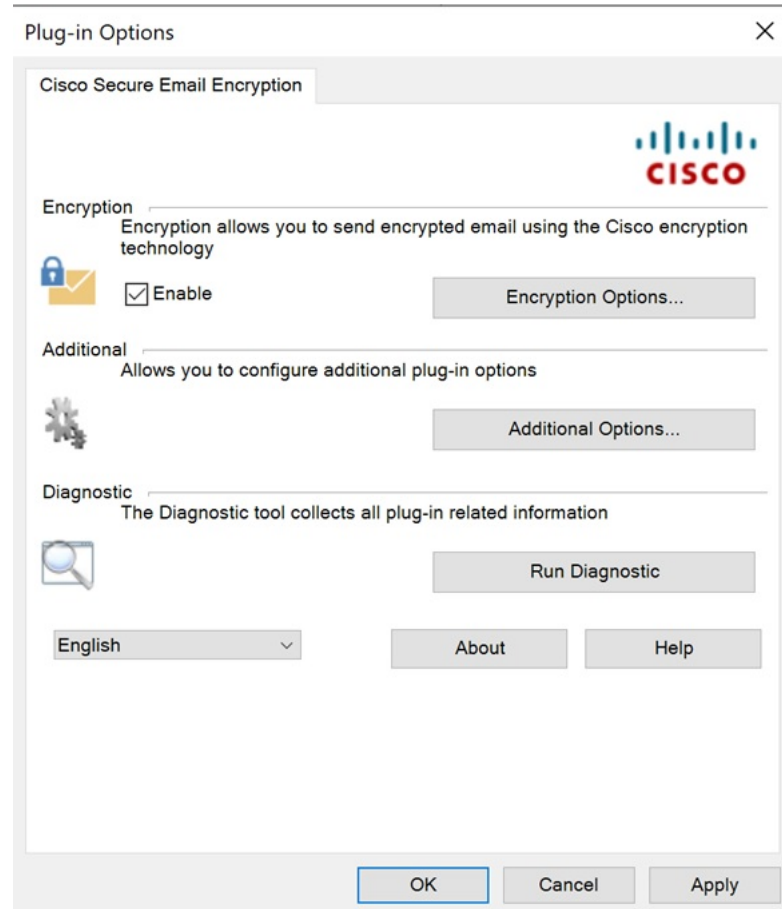 Plug-in Options
Cisco Secure Email Encryption
CISCO
Encryption
Encryption allows you to send encrypted email using the Cisco encryption
technology
Enable
Encryption Options...
Additional
Allows you to configure additional plug-in options
Additional Options...
Diagnostic
The Diagnostic tool collects all plug-in related information
Run Diagnostic
English
About
Help
OK
Cancel
Apply